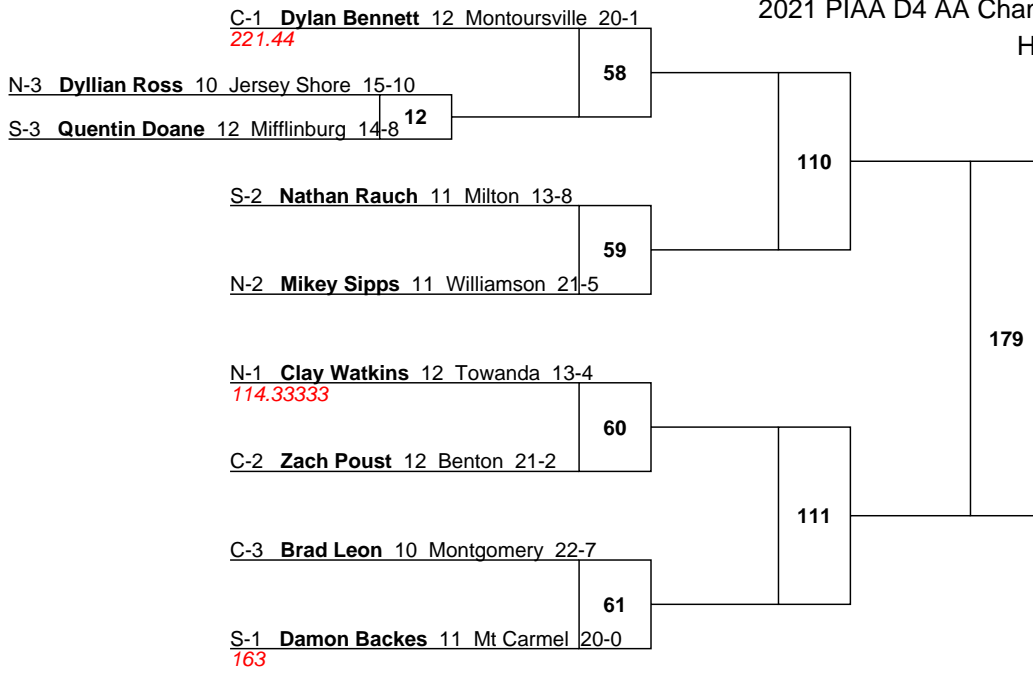 C-1 Dylan Bennett 12 Montoursville 20-1
2021 PIAA D4 AA Char
221.44
H
58
N-3 Dyllian Ross 10 Jersey Shore 15-10
12
S-3 Quentin Doane 12 Mifflinburg 14-8
110
S-2 Nathan Rauch 11 Milton 13-8
59
N-2 Mikey Sipps 11 Williamson 21-5
179
N-1 Clay Watkins 12 Towanda 13-4
114.33333
60
C-2 Zach Poust 12 Benton 21-2
111
C-3 Brad Leon 10 Montgomery 22-7
61
S-1 Damon Backes 11 Mt Carmel 20-0
163